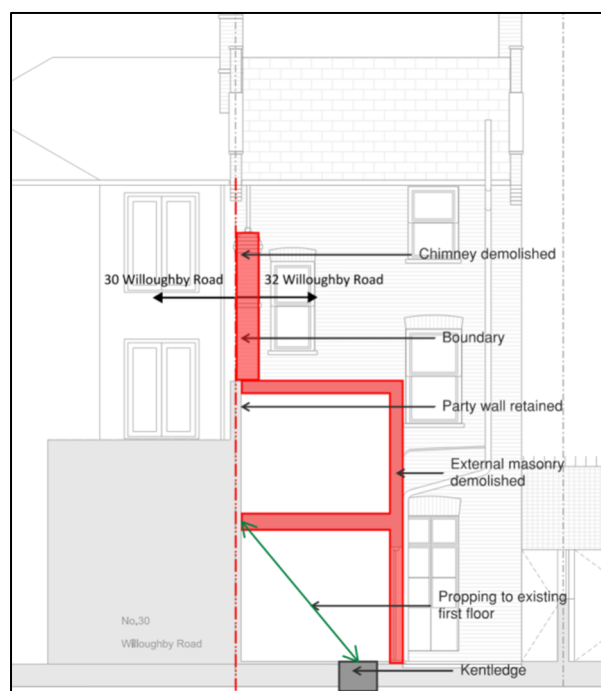 Chimney demolished
30 Willoughby Road
32 Willoughby Road
Boundary
Party wall retained
External masonry
demolished
Propping to existing
first floor
No.30
Willoughby Road
Kentledge